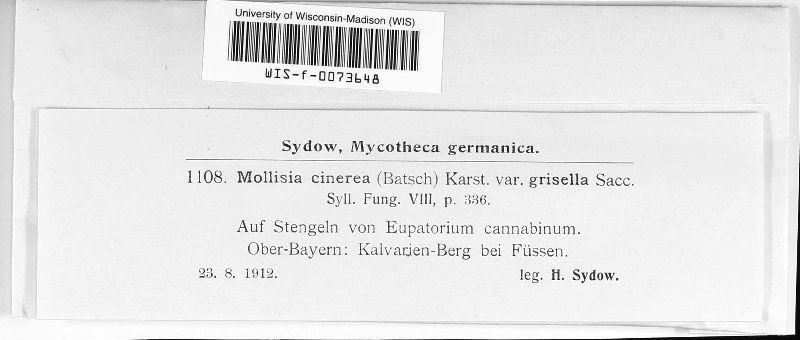 University of Wisconsin-Madison (WIS)
WIS-f-0073648
Sydow, Mycotheca germanica.
1108. Mollisia cinerea (Batsch) Karst. var. grisella Sacc.
Syll. Fung. VIII, p. 336.
Auf Stengeln von Eupatorium cannabinum.
Ober-Bayern: Kalvarien-Berg bei Füssen.
23. 8. 1912. leg. H. Sydow.